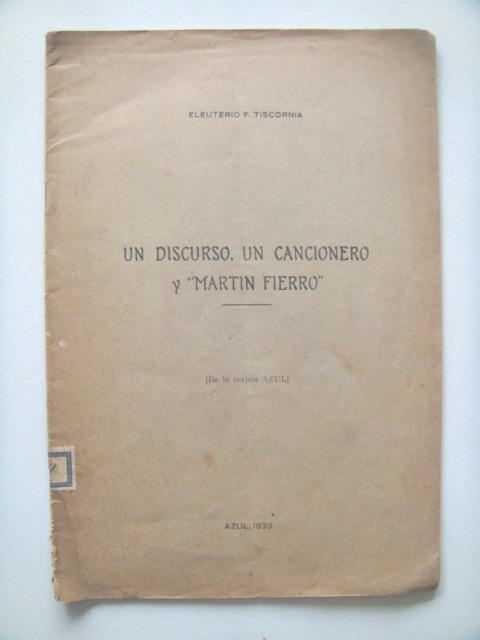 ELEUTERIO F. TISCORNIA
UN DISCURSO, UN CANCIONERO
y "MARTIN FIERRO"
[De la revista AZUL]
AZUL, 1930